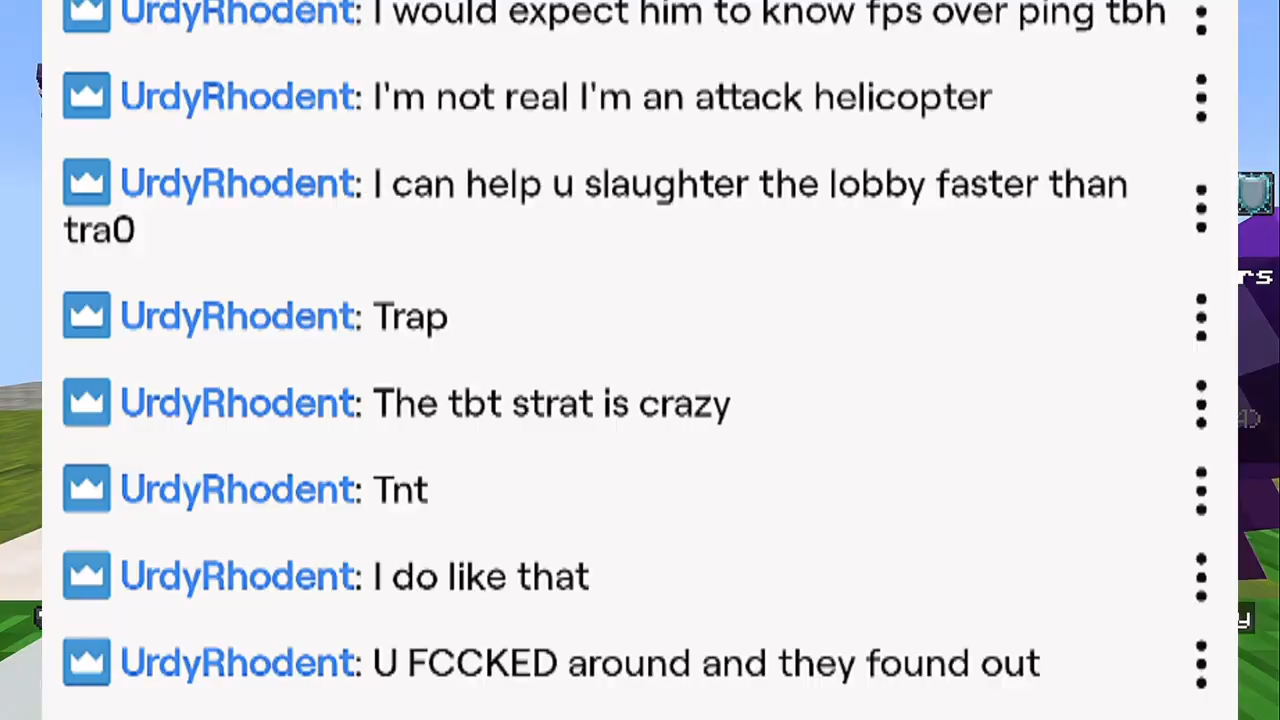 UrdyRhodent: I would expect him to know fps over ping tbh
UrdyRhodent: I'm not real I'm an attack helicopter
UrdyRhodent: I can help u slaughter the lobby faster than
tra0
UrdyRhodent: Trap
UrdyRhodent: The tbt strat is crazy
UrdyRhodent: Tnt
UrdyRhodent: I do like that
UrdyRhodent: U FCCKED around and they found out
rs
y